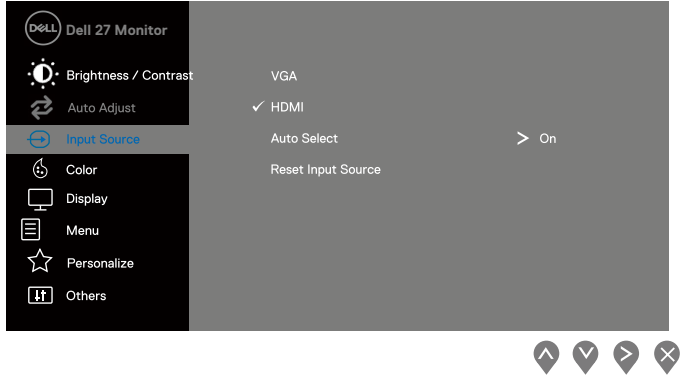 DELL Dell 27 Monitor
Brightness / Contrast
Auto Adjust
Input Source
Color
Display
Menu
Personalize
Others
VGA
HDMI
Auto Select On
Reset Input Source